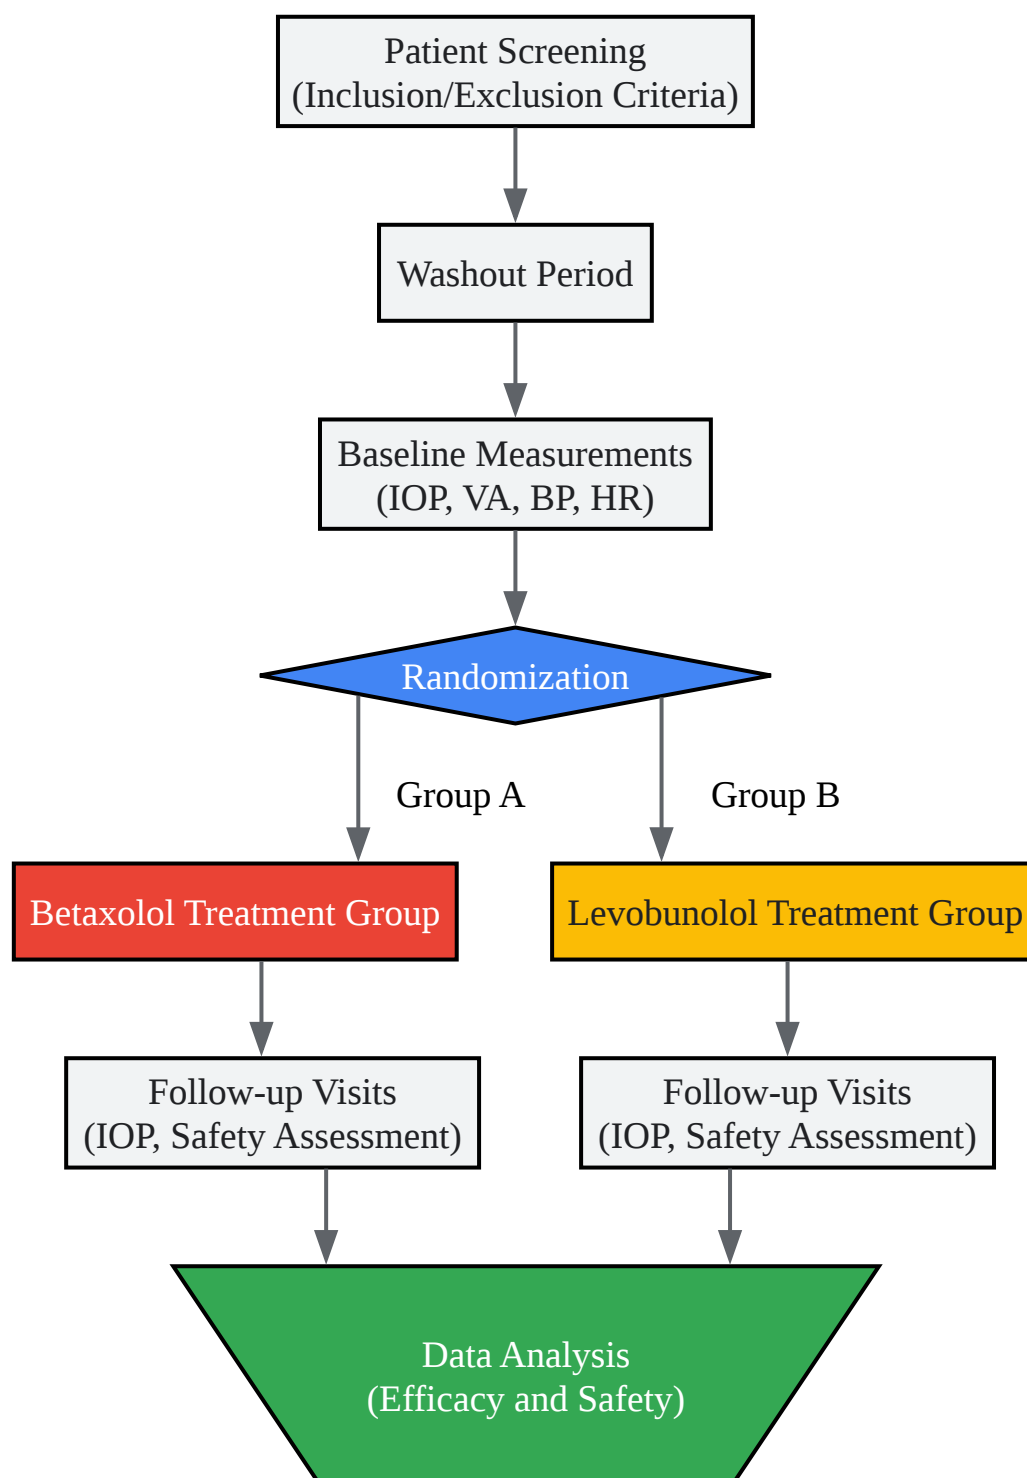 Patient Screening
(Inclusion/Exclusion Criteria)
Washout Period
Baseline Measurements
(IOP, VA, BP, HR)
Randomization
Group A
Group B
Betaxolol Treatment Group
Levobunolol Treatment Group
Follow-up Visits
(IOP, Safety Assessment)
Follow-up Visits
(IOP, Safety Assessment)
Data Analysis
(Efficacy and Safety)